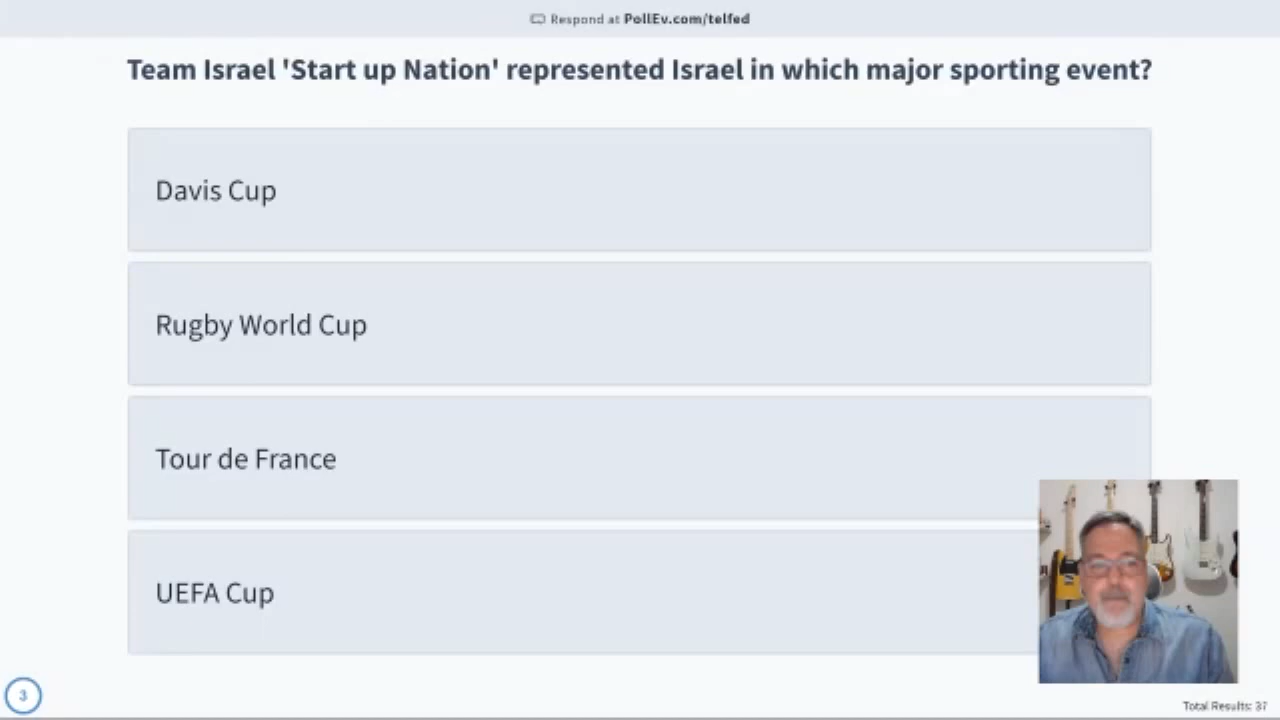 Respond at PollEv.com/telfed
Team Israel 'Start up Nation' represented Israel in which major sporting event?
Davis Cup
Rugby World Cup
Tour de France
UEFA Cup
3
Total Results: 37